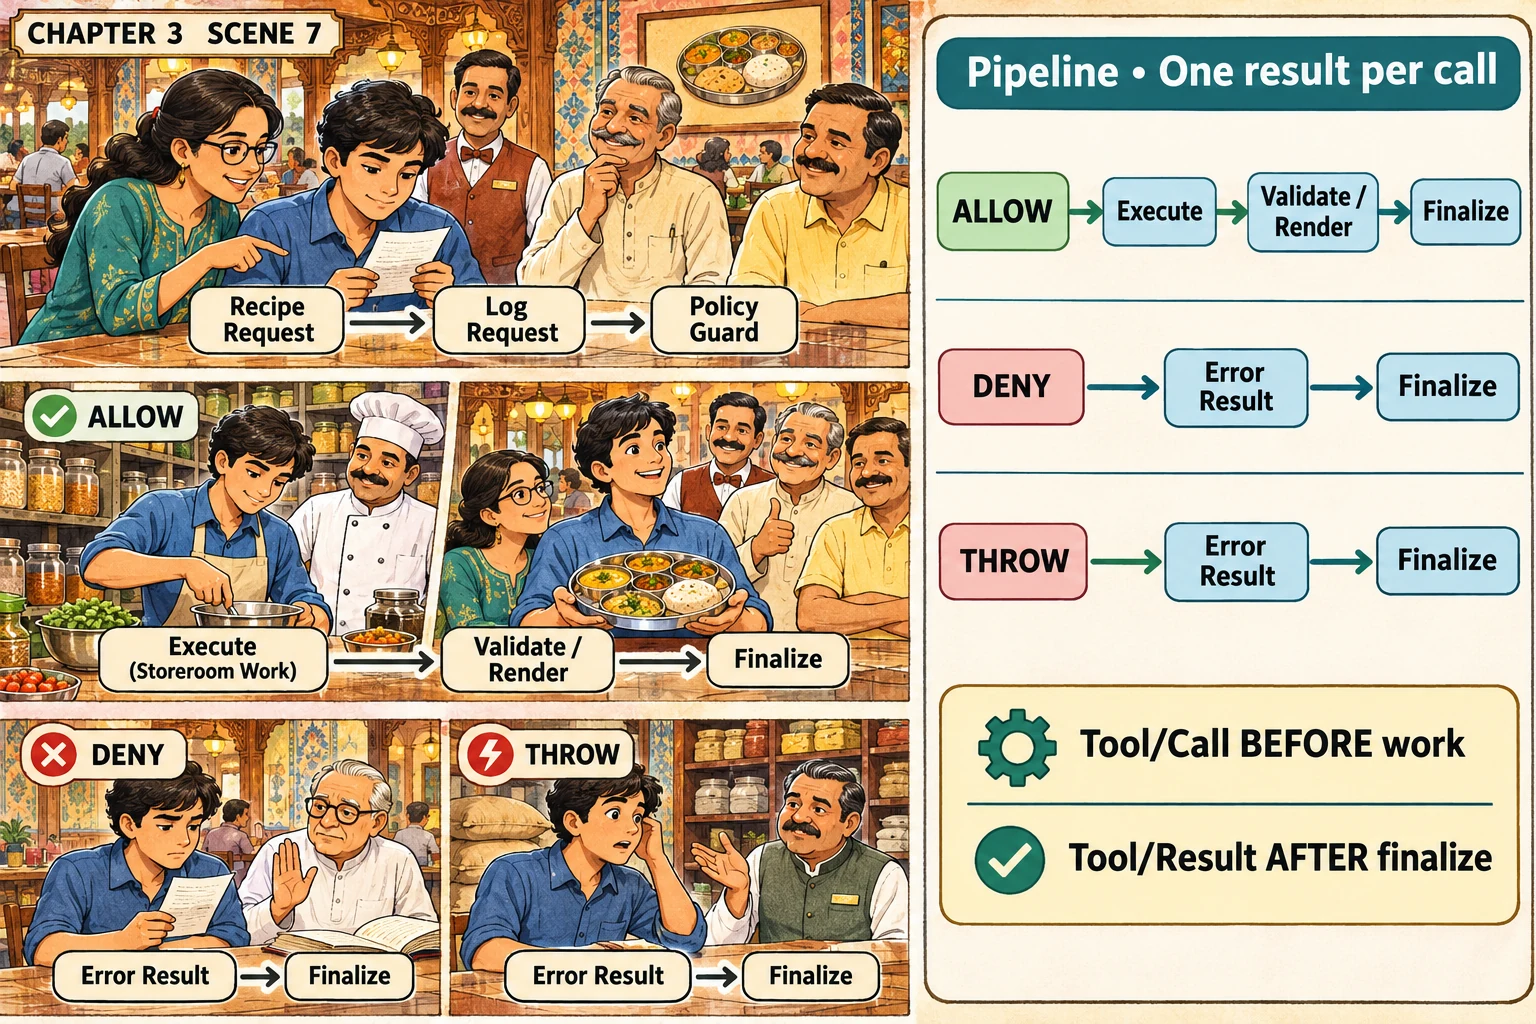 CHAPTER 3 SCENE 7
Recipe
Request
Log
Request
Policy
Guard
ALLOW
Execute
(Storeroom Work)
Validate /
Render
Finalize
DENY
Error Result
Finalize
THROW
Error Result
Finalize
Pipeline • One result per call
ALLOW
Execute
Validate /
Render
Finalize
DENY
Error
Result
Finalize
THROW
Error
Result
Finalize
Tool/Call BEFORE work
Tool/Result AFTER finalize